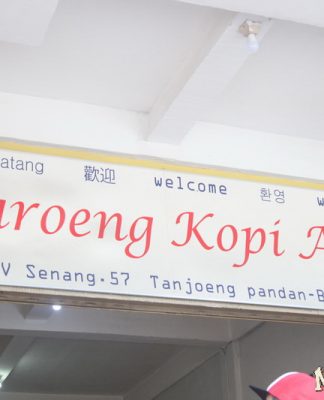 atang 歡迎 welcome 환영 w
aroeng Kopi A
V Senang.57 Tanjoeng pandan-B